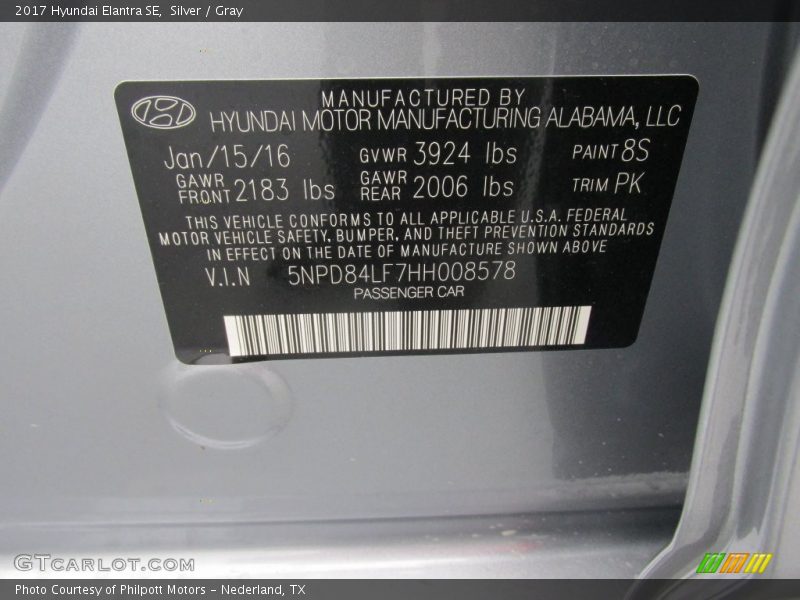 2017 Hyundai Elantra SE,  Silver / Gray
MANUFACTURED BY
HYUNDAI MOTOR MANUFACTURING ALABAMA, LLC
Jan/15/16 GVWR 3924 lbs PAINT 8S
GAWR FRONT 2183 lbs GAWR REAR 2006 lbs TRIM PK
THIS VEHICLE CONFORMS TO ALL APPLICABLE U.S.A. FEDERAL
MOTOR VEHICLE SAFETY, BUMPER, AND THEFT PREVENTION STANDARDS
IN EFFECT ON THE DATE OF MANUFACTURE SHOWN ABOVE
V.I.N 5NPD84LF7HH008578
PASSENGER CAR
GTCARLOT.COM
Photo Courtesy of Philpott Motors - Nederland, TX